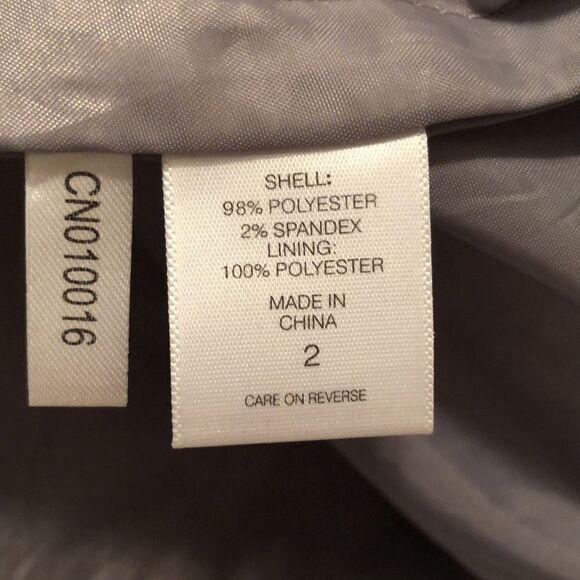 CN010016
SHELL:
98% POLYESTER
2% SPANDEX
LINING:
100% POLYESTER
MADE IN
CHINA
2
CARE ON REVERSE